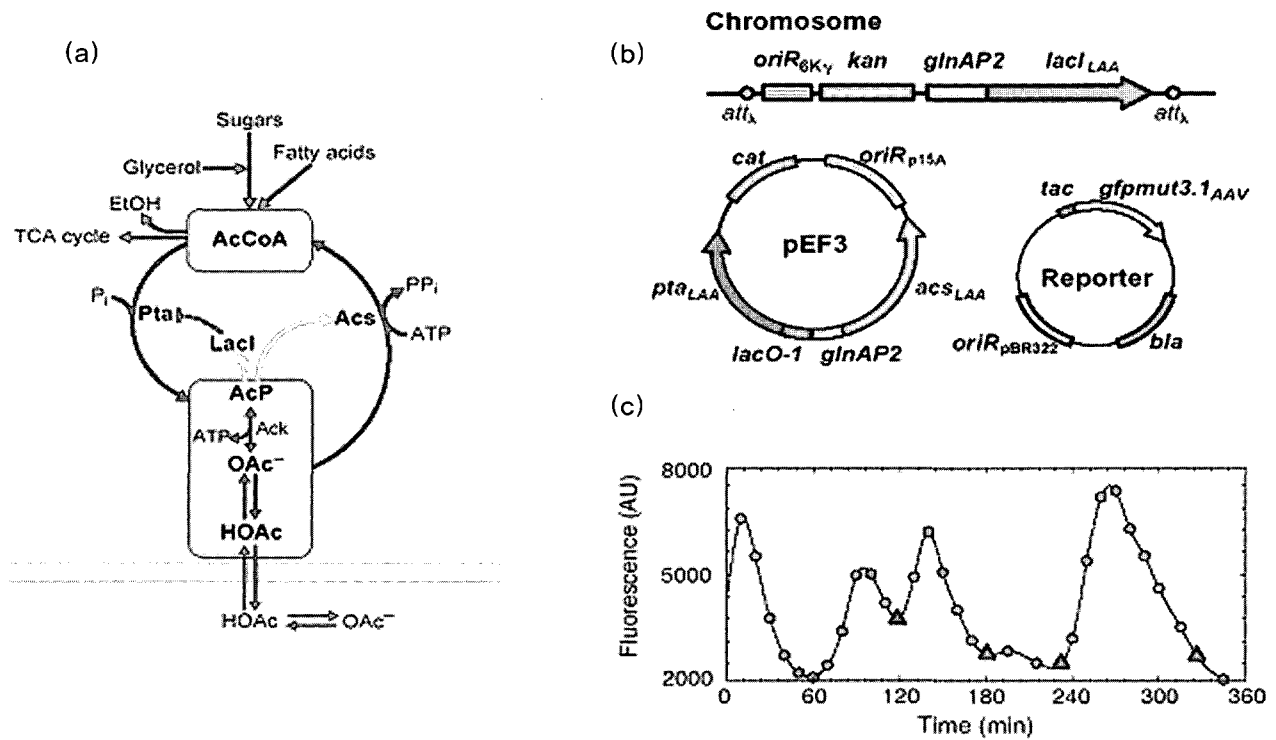 (a)
Sugars
Glycerol
Fatty acids
EtOH
AcCoA
TCA cycle
Pi
Pta
Acs
PPi
ATP
LacI
AcP
ATP
Ack
OAc⁻
HOAc
HOAc
OAc⁻
(b)
Chromosome
oriR6Kγ kan glnAP2 lacI LAA
attλ attλ
cat oriRp15A
pEF3
ptaLAA acsLAA
lacO-1 glnAP2
tac gfpmut3.1AAV
Reporter
oriRpBR322 bla
(c)
8000
5000
2000
Fluorescence (AU)
0 60 120 180 240 300 360
Time (min)